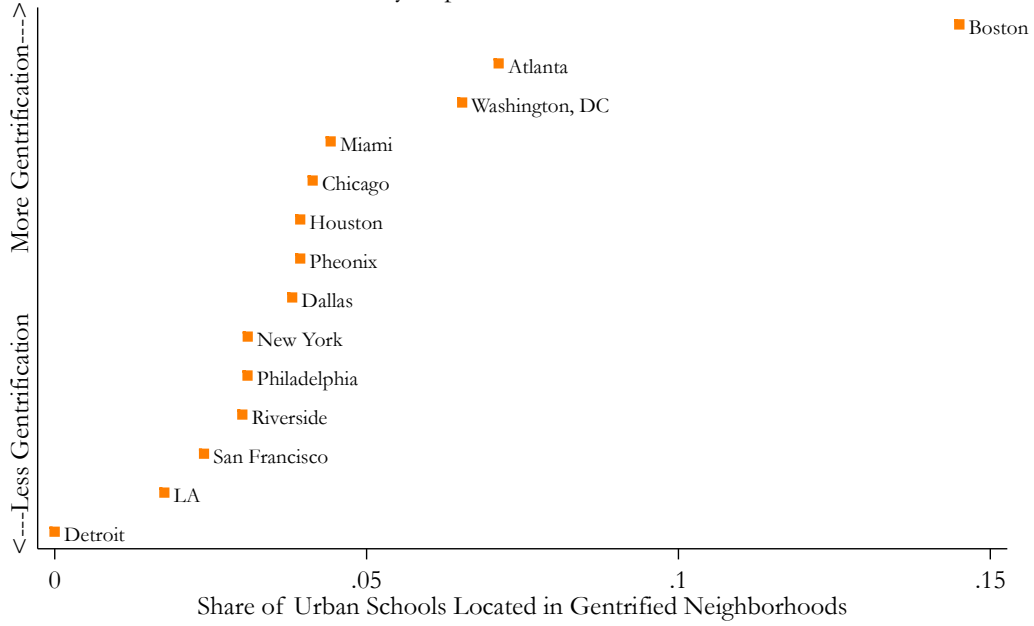 More Gentrification--->
<---Less Gentrification
Boston
Atlanta
Washington, DC
Miami
Chicago
Houston
Pheonix
Dallas
New York
Philadelphia
Riverside
San Francisco
LA
Detroit
0 .05 .1 .15
Share of Urban Schools Located in Gentrified Neighborhoods